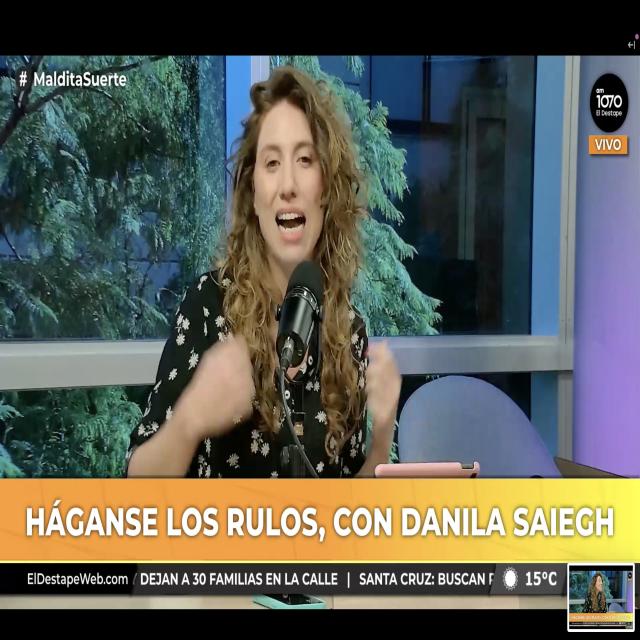 # MalditaSuerte
am
1070
El Destape
VIVO
HÁGANSE LOS RULOS, CON DANILA SAIEGH
ElDestapeWeb.com DEJAN A 30 FAMILIAS EN LA CALLE | SANTA CRUZ: BUSCAN 15°C